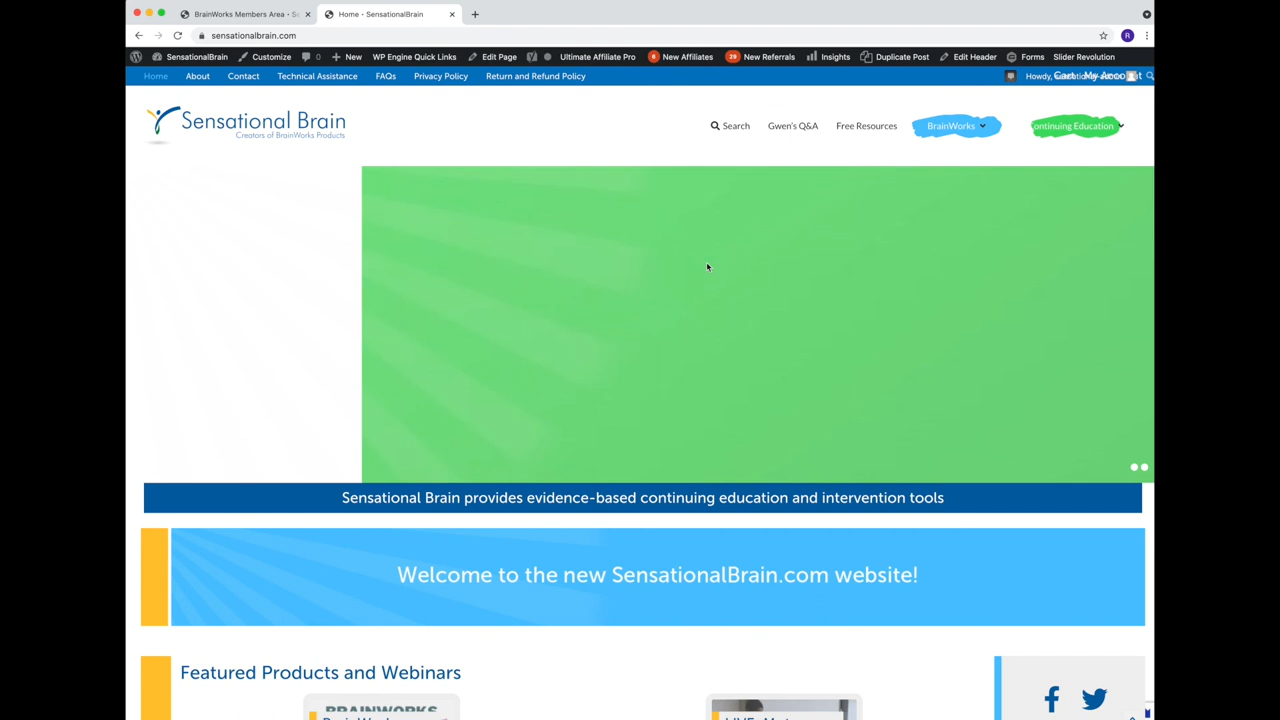 BrainWorks Members Area - Se
Home - SensationalBrain
sensationalbrain.com
R
SensationalBrain Customize 0 New WP Engine Quick Links Edit Page Ultimate Affiliate Pro 6 New Affiliates 29 New Referrals Insights Duplicate Post Edit Header Forms Slider Revolution
Home About Contact Technical Assistance FAQs Privacy Policy Return and Refund Policy Howdy, Cart My Account
Sensational Brain
Creators of BrainWorks Products
Search Gwen's Q&A Free Resources BrainWorks Continuing Education
Sensational Brain provides evidence-based continuing education and intervention tools
Welcome to the new SensationalBrain.com website!
Featured Products and Webinars
BRAINWORKS